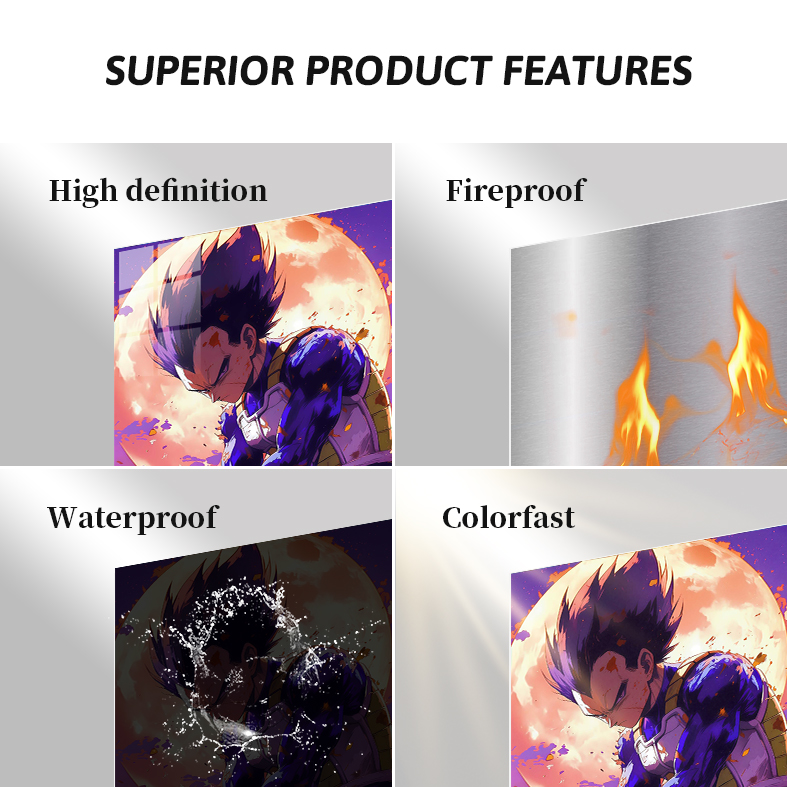 SUPERIOR PRODUCT FEATURES
High definition
Fireproof
Waterproof
Colorfast